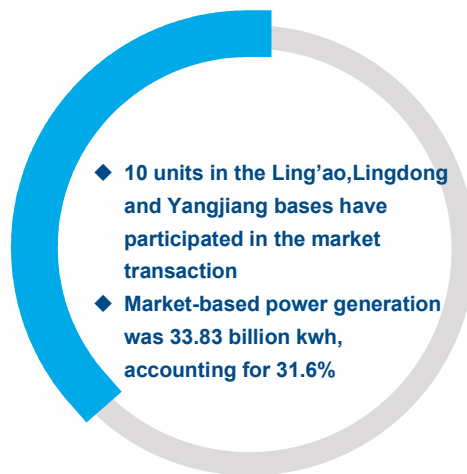 ◆ 10 units in the Ling’ao,Lingdong
and Yangjiang bases have
participated in the market
transaction
◆ Market-based power generation
was 33.83 billion kwh,
accounting for 31.6%